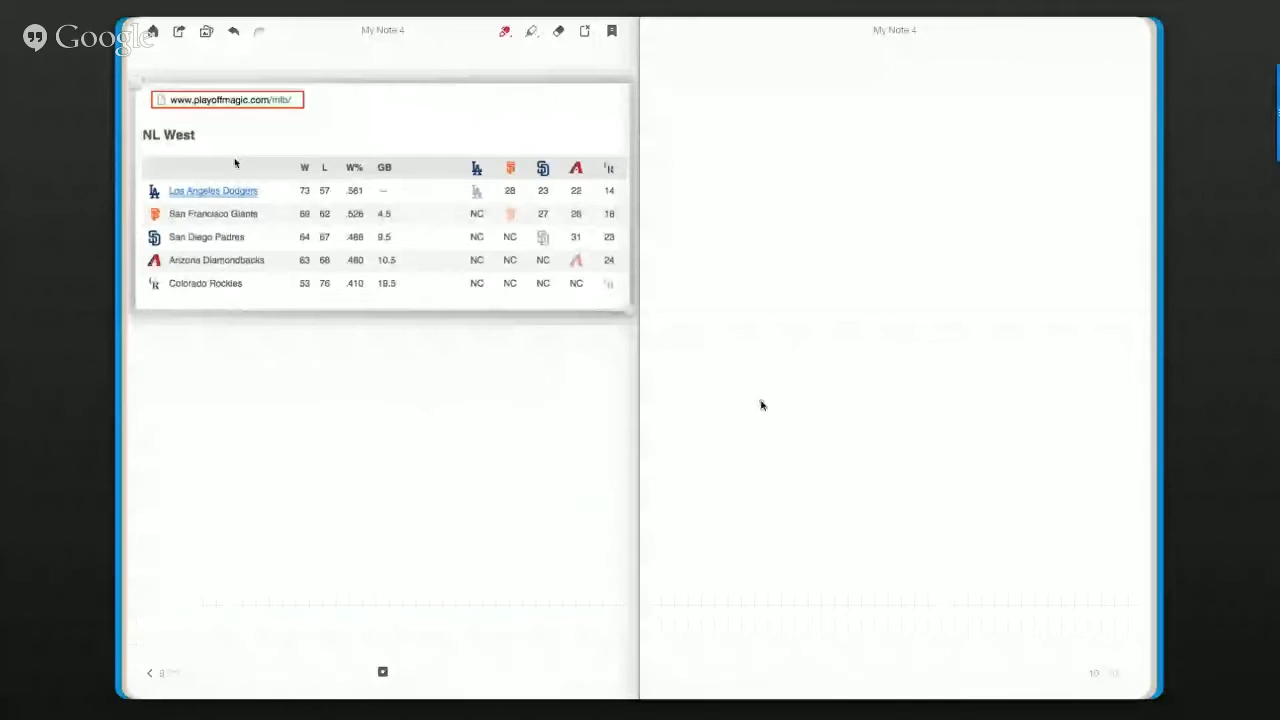 Google
My Note 4
My Note 4
www.playoffmagic.com/mlb/
NL West
W L W% GB
Los Angeles Dodgers 73 57 .561 — 28 23 22 14
San Francisco Giants 69 62 .526 4.5 NC 27 26 18
San Diego Padres 64 67 .488 9.5 NC NC 31 23
Arizona Diamondbacks 63 68 .480 10.5 NC NC NC 24
Colorado Rockies 53 76 .410 19.5 NC NC NC NC
10